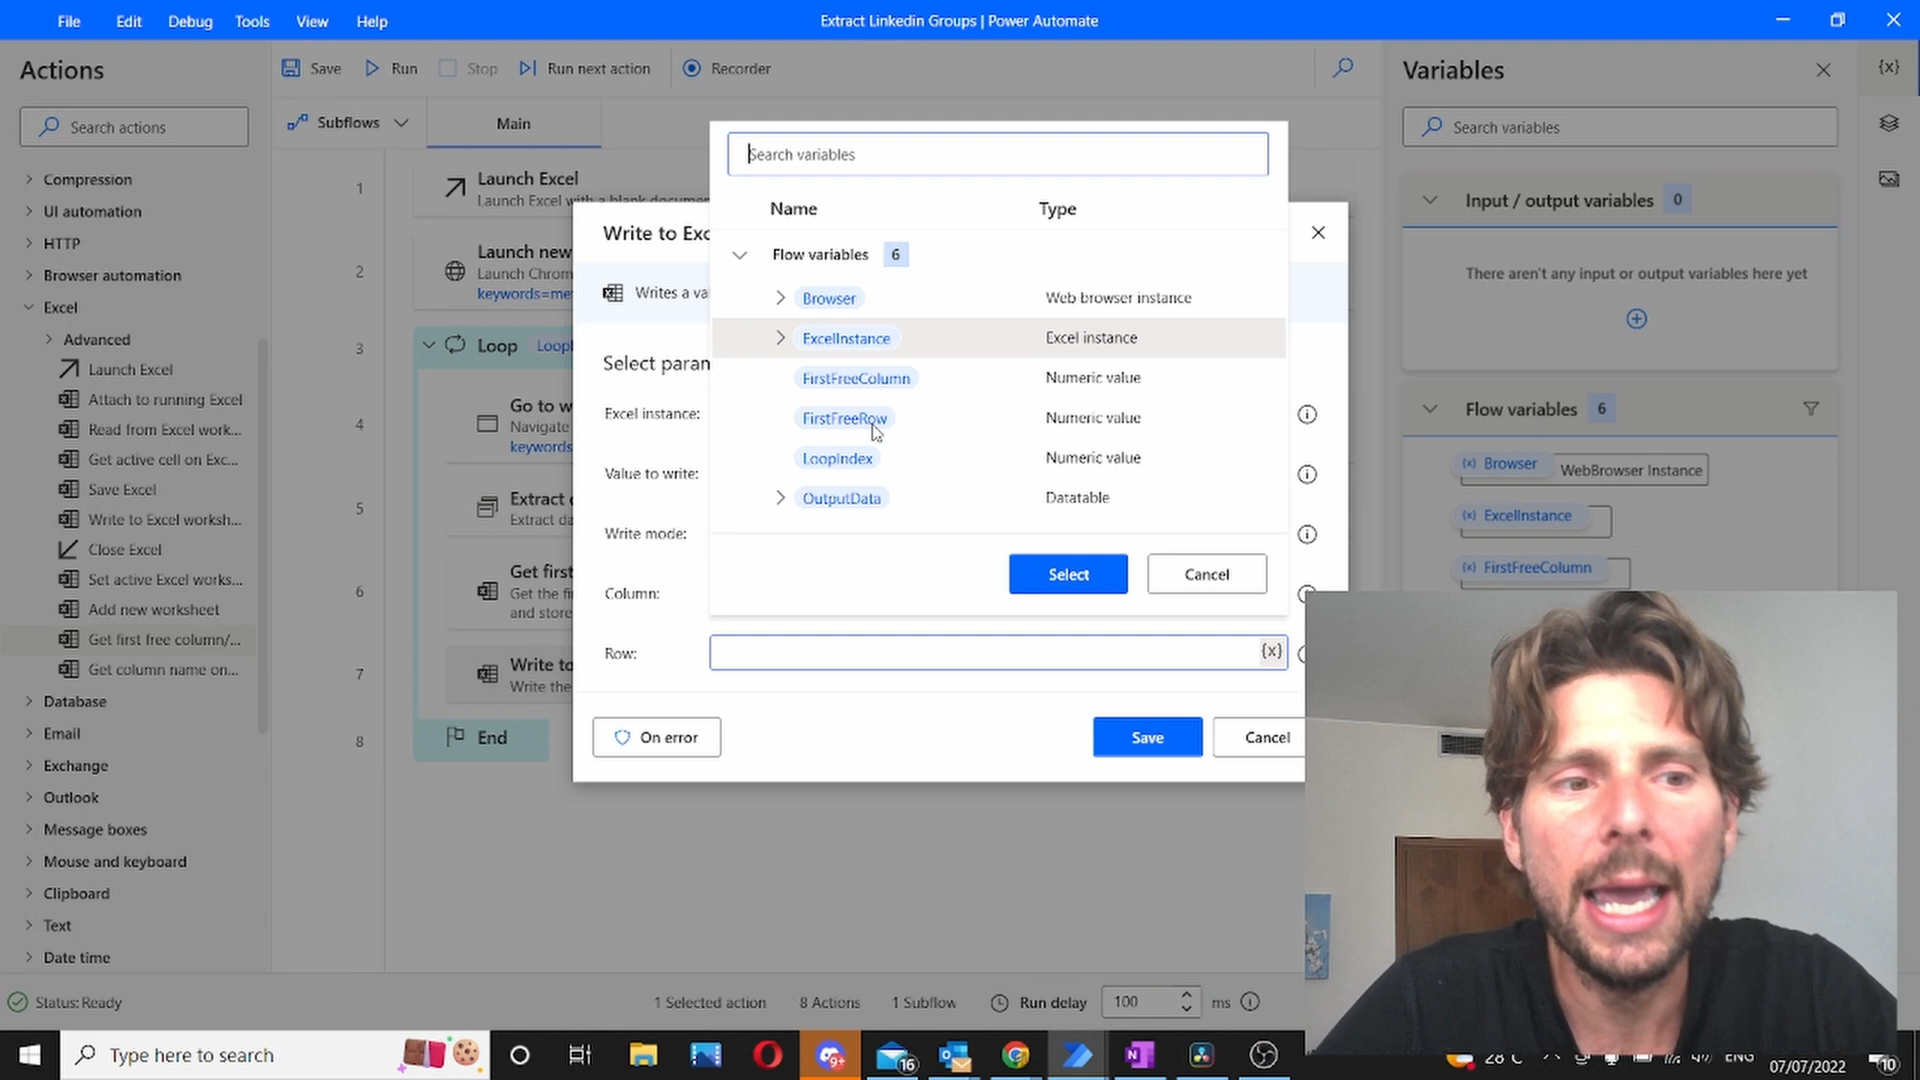 File Edit Debug Tools View Help
Extract Linkedin Groups | Power Automate
Actions
Search actions
Compression
UI automation
HTTP
Browser automation
Excel
Advanced
Launch Excel
Attach to running Excel
Read from Excel work...
Get active cell on Exc...
Save Excel
Write to Excel worksh...
Close Excel
Set active Excel works...
Add new worksheet
Get first free column/...
Get column name on...
Database
Email
Exchange
Outlook
Message boxes
Mouse and keyboard
Clipboard
Text
Date time
Save Run Stop Run next action Recorder
Subflows Main
1 Launch Excel
Launch Excel with a blank docume
2 Launch new
Launch Chrom
keywords=me
3 Loop Loop
4 Go to w
Navigate
keyword
5 Extract
Extract da
6 Get first
Get the fi
and store
7 Write to
Write the
8 End
Write to Exc
Writes a va
Select paran
Excel instance:
Value to write:
Write mode:
Column:
Row: {x}
On error Save Cancel
Search variables
Name Type
Flow variables 6
Browser Web browser instance
ExcelInstance Excel instance
FirstFreeColumn Numeric value
FirstFreeRow Numeric value
LoopIndex Numeric value
OutputData Datatable
Select Cancel
Variables {x}
Search variables
Input / output variables 0
There aren't any input or output variables here yet
Flow variables 6
(x) Browser WebBrowser Instance
(x) ExcelInstance
(x) FirstFreeColumn
Status: Ready 1 Selected action 8 Actions 1 Subflow Run delay 100 ms
Type here to search 9+ 16 28°C ENG 07/07/2022 10